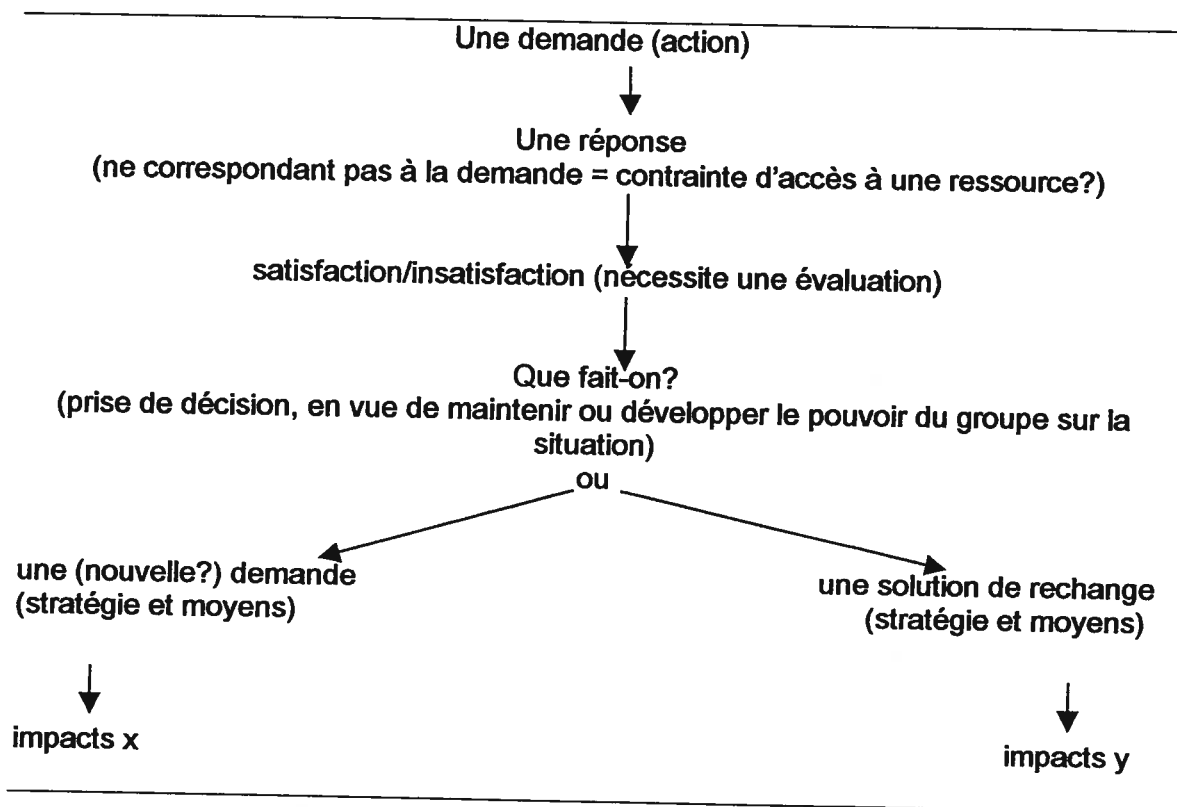 Une demande (action)
Une réponse
(ne correspondant pas à la demande = contrainte d'accès à une ressource?)
satisfaction/insatisfaction (nécessite une évaluation)
Que fait-on?
(prise de décision, en vue de maintenir ou développer le pouvoir du groupe sur la
situation)
ou
une (nouvelle?) demande
(stratégie et moyens)
une solution de rechange
(stratégie et moyens)
impacts x
impacts y